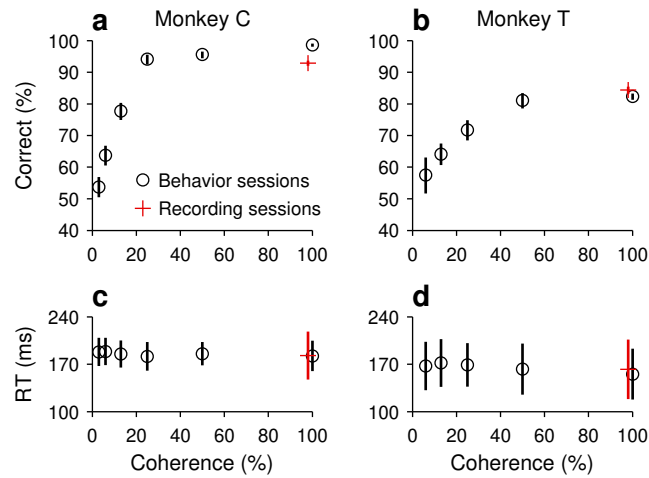 a Monkey C
100
90
80
70
60
50
40
Correct (%)
Behavior sessions
Recording sessions
0 20 40 60 80 100
b Monkey T
100
90
80
70
60
50
40
0 20 40 60 80 100
c
240
170
100
RT (ms)
0 20 40 60 80 100
Coherence (%)
d
240
170
100
0 20 40 60 80 100
Coherence (%)